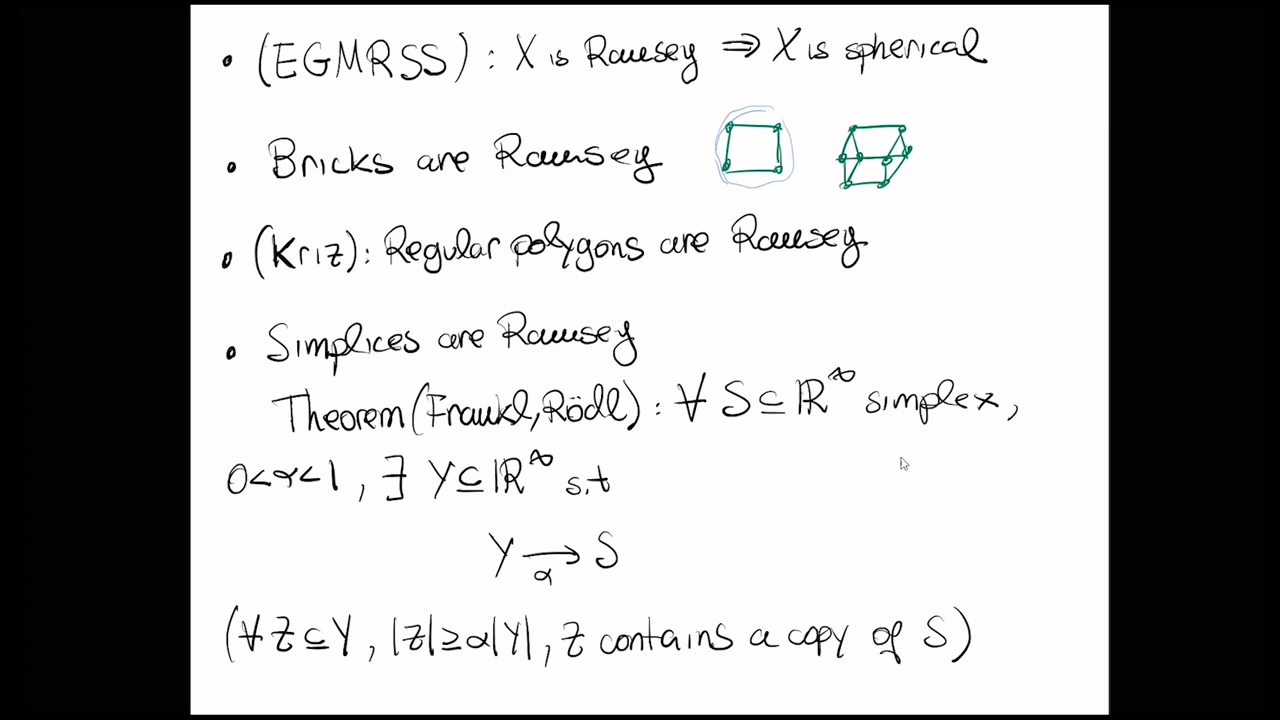 • (EGMRSS): X is Ramsey ⇒ X is spherical
• Bricks are Ramsey
• (Kriz): Regular polygons are Ramsey
• Simplices are Ramsey
Theorem (Frankl, Rödl): ∀ S ⊆ ℝ^∞ simplex,
0<α<1, ∃ Y ⊆ ℝ^∞ s.t
Y →_α S
(∀ Z ⊆ Y, |Z| ≥ α|Y|, Z contains a copy of S)